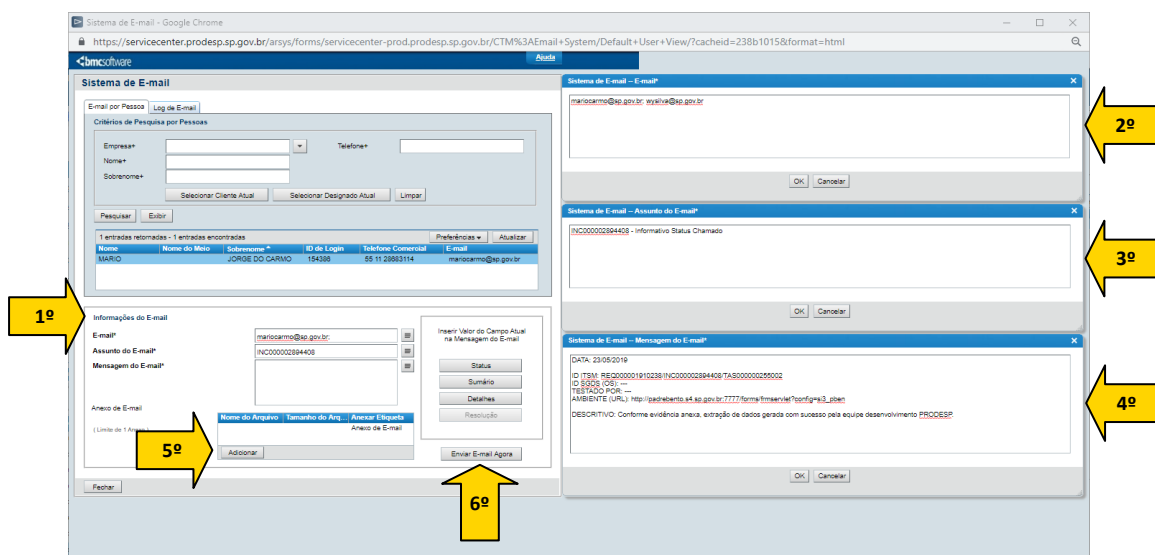 Sistema de E-mail - Google Chrome
https://servicecenter.prodesp.sp.gov.br/arsys/forms/servicecenter-prod.prodesp.sp.gov.br/CTM%3AEmail+System/Default+User+View/?cacheid=238b1015&format=html
bmcsoftware
Ajuda
Sistema de E-mail
E-mail por Pessoa Log de E-mail
Critérios de Pesquisa por Pessoas
Empresa+ Telefone+
Nome+
Sobrenome+
Selecionar Cliente Atual Selecionar Designado Atual Limpar
Pesquisar Exibir
1 entradas retornadas - 1 entradas encontradas Preferências Atualizar
Nome Nome do Meio Sobrenome ID de Login Telefone Comercial E-mail
MARIO JORGE DO CARMO 154386 55 11 28683114 mariocarmo@sp.gov.br
1º
Informações do E-mail
E-mail* mariocarmo@sp.gov.br;
Assunto do E-mail* INC000002894408
Mensagem do E-mail*
Inserir Valor do Campo Atual
na Mensagem do E-mail
Status
Sumário
Detalhes
Resolução
Anexo de E-mail
Nome do Arquivo Tamanho do Arq... Anexar Etiqueta
Anexo de E-mail
( Limite de 1 Anexo )
5º
Adicionar
Enviar E-mail Agora
6º
Fechar
Sistema de E-mail -- E-mail*
mariocarmo@sp.gov.br; wysilva@sp.gov.br
OK Cancelar
2º
Sistema de E-mail -- Assunto do E-mail*
INC000002894408 - Informativo Status Chamado
OK Cancelar
3º
Sistema de E-mail -- Mensagem do E-mail*
DATA: 23/05/2019
ID ITSM: REQ000001910238/INC000002894408/TAS000000255002
ID SGDS (OS): ---
TESTADO POR: ---
AMBIENTE (URL): http://padrebento.s4.sp.gov.br:7777/forms/frmservlet?config=si3_pben
DESCRITIVO: Conforme evidência anexa, extração de dados gerada com sucesso pela equipe desenvolvimento PRODESP.
OK Cancelar
4º